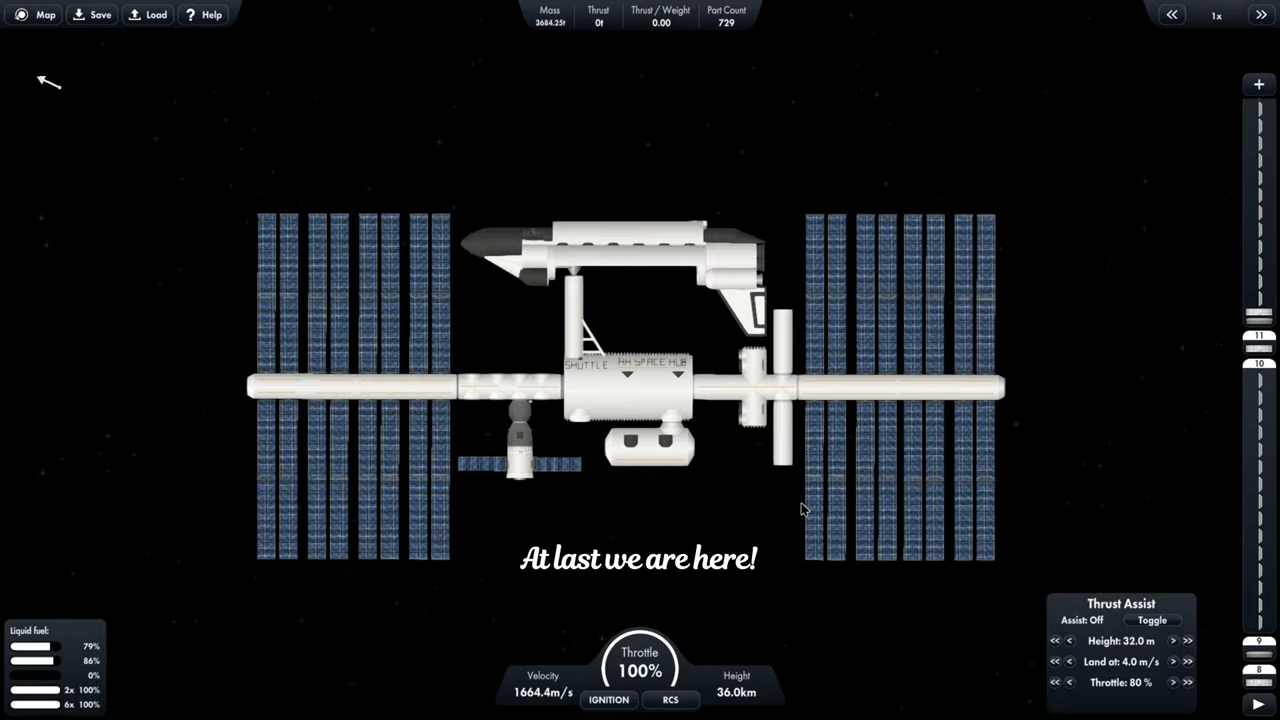 Map Save Load Help
Mass Thrust Thrust / Weight Part Count
3684.25t 0t 0.00 729
1x
11
10
SHUTTLE
SPACE HUB
At last we are here!
Liquid fuel:
79%
86%
0%
2x 100%
6x 100%
Throttle
100%
Velocity
1664.4m/s
Height
36.0km
IGNITION RCS
Thrust Assist
Assist: Off Toggle
Height: 32.0 m
Land at: 4.0 m/s
Throttle: 80 %
9
8